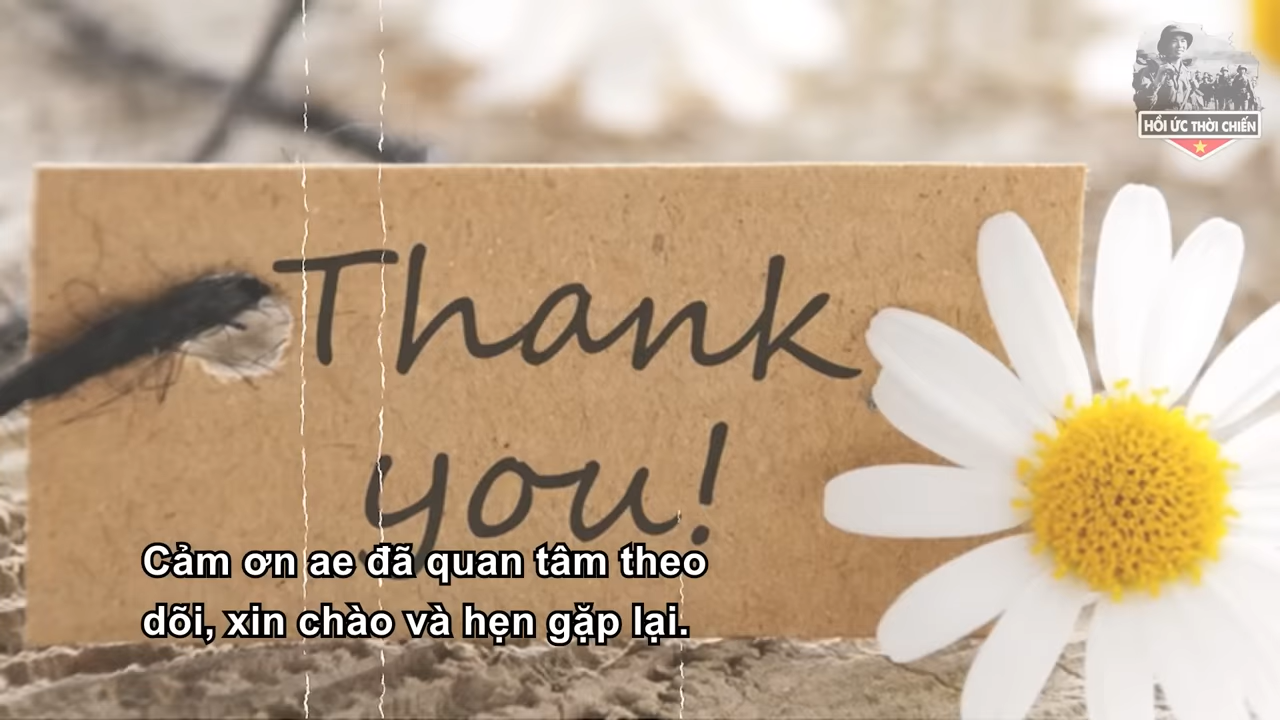 HỒI ỨC THỜI CHIẾN
Thank
you!
Cảm ơn ae đã quan tâm theo
dõi, xin chào và hẹn gặp lại.